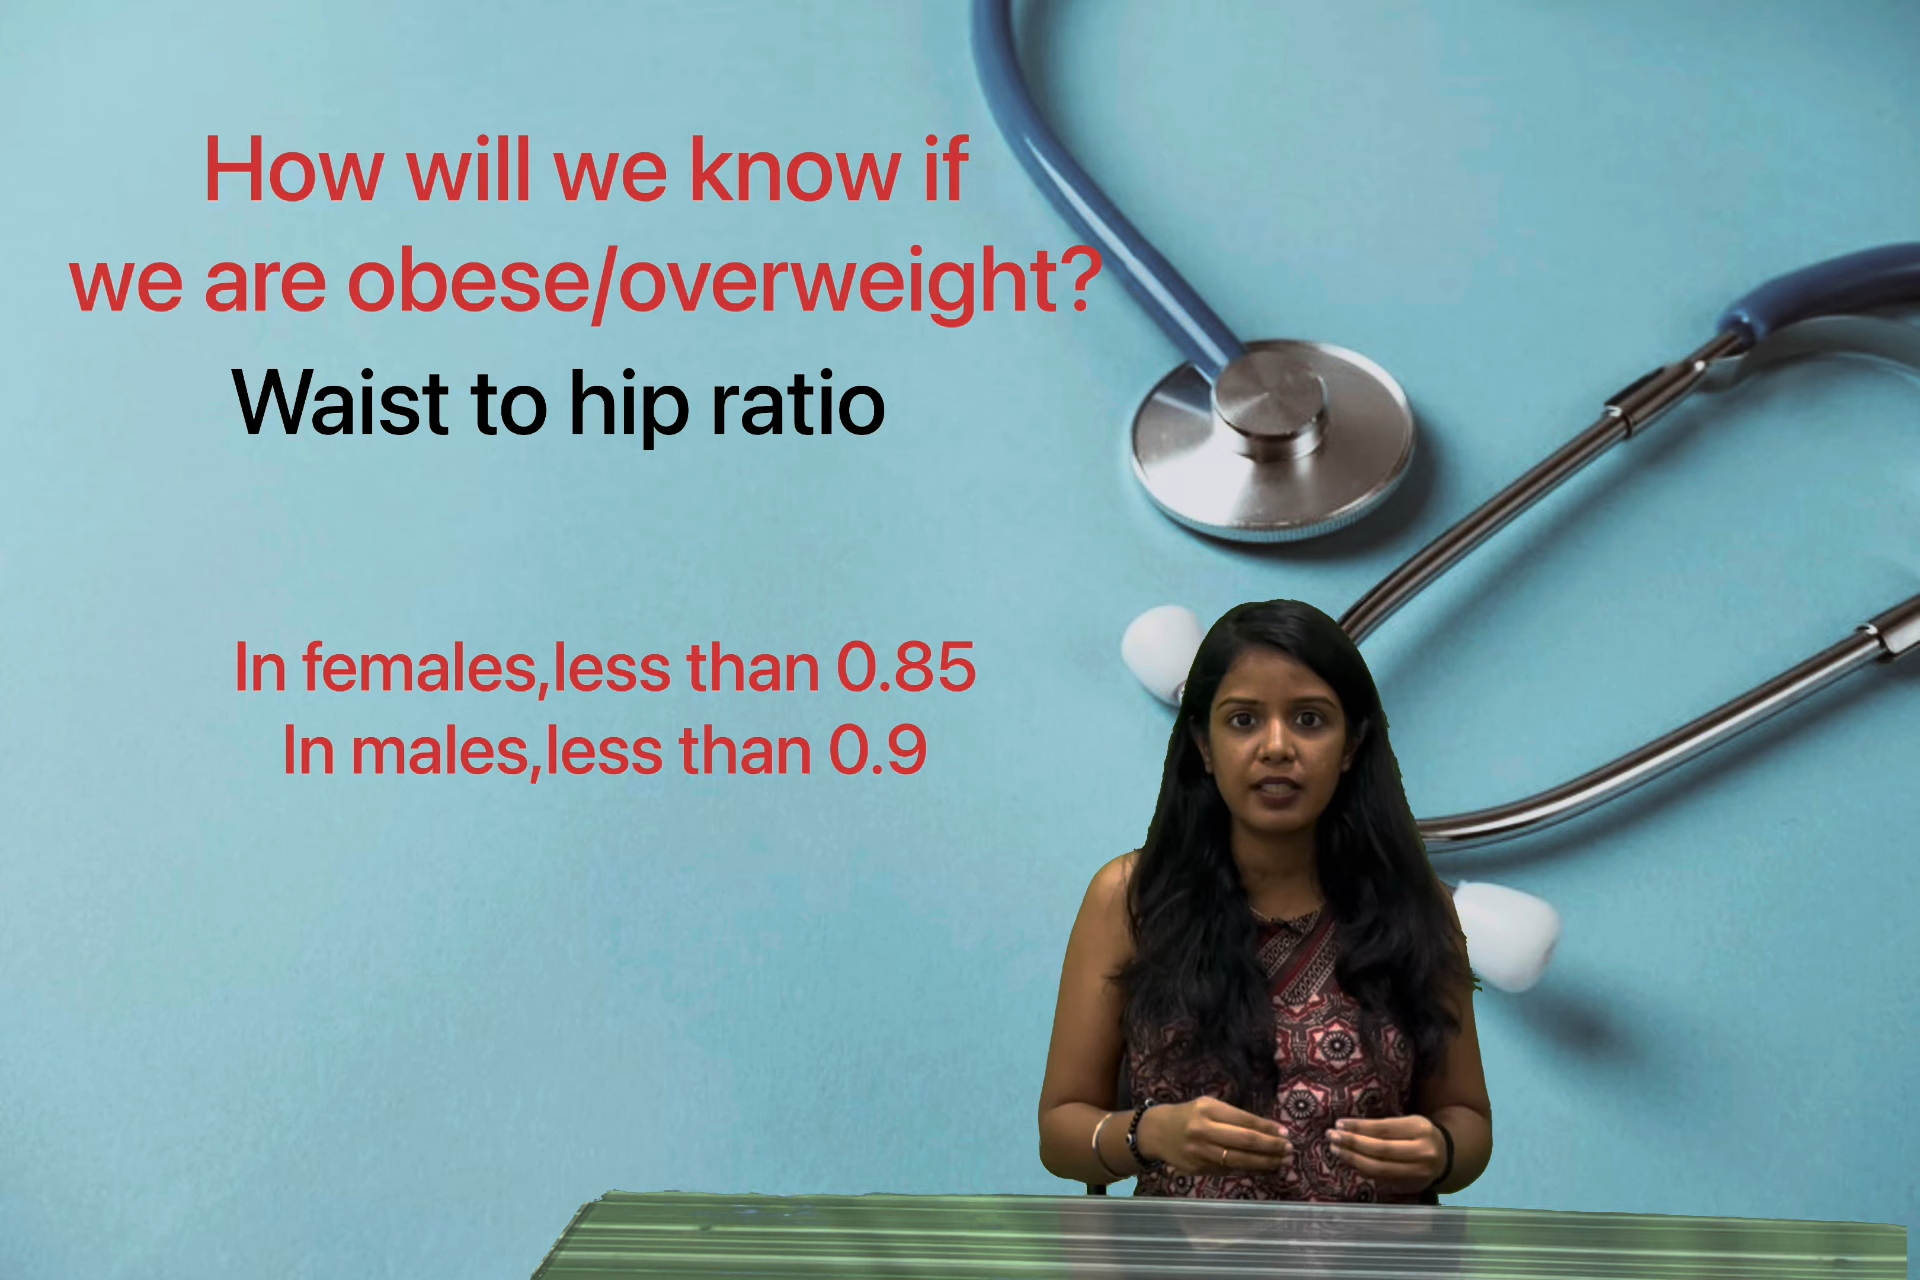 How will we know if
we are obese/overweight?
Waist to hip ratio
In females,less than 0.85
In males,less than 0.9